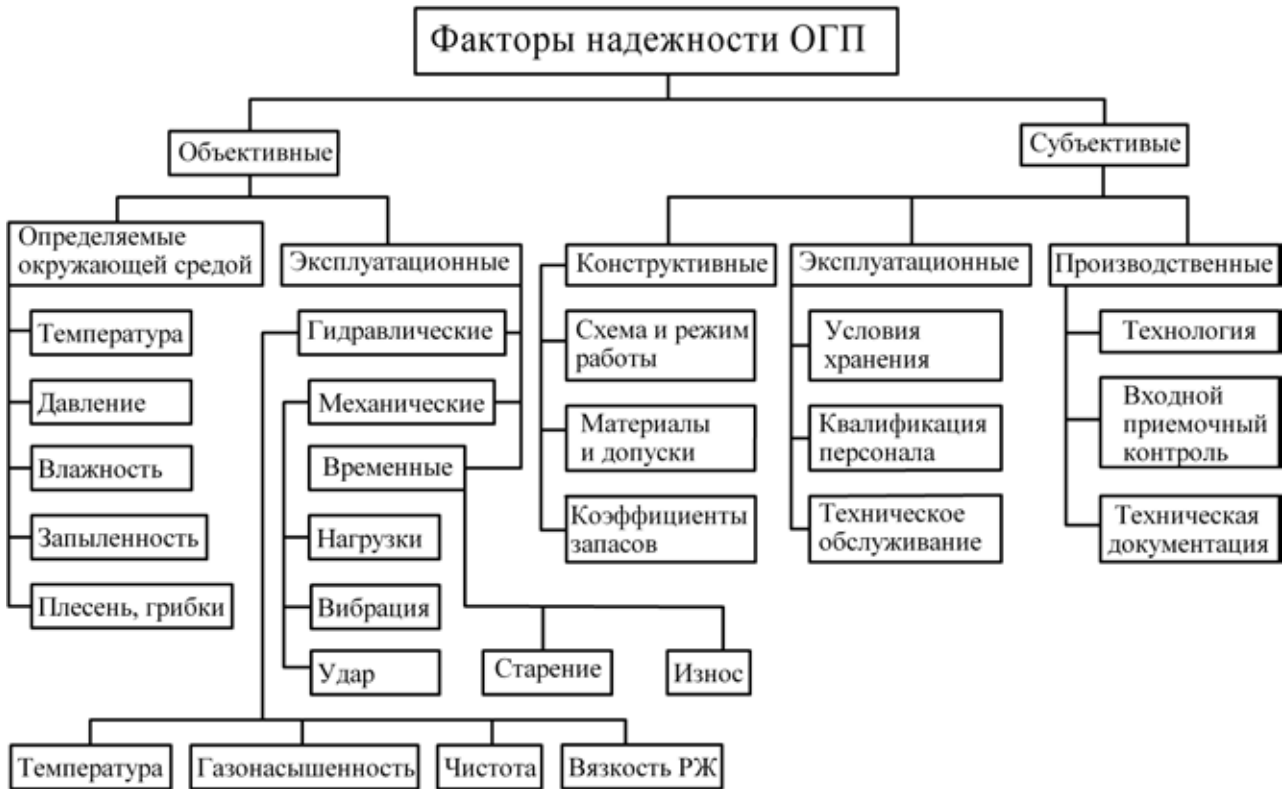 Факторы надежности ОГП
Объективные
Субъективые
Определяемые
окружающей средой
Эксплуатационные
Конструктивные
Эксплуатационные
Производственные
Температура
Гидравлические
Схема и режим
работы
Условия
хранения
Технология
Давление
Механические
Материалы
и допуски
Квалификация
персонала
Входной
приемочный
контроль
Влажность
Временные
Запыленность
Нагрузки
Коэффициенты
запасов
Техническое
обслуживание
Техническая
документация
Плесень, грибки
Вибрация
Удар
Старение
Износ
Температура
Газонасышенность
Чистота
Вязкость РЖ